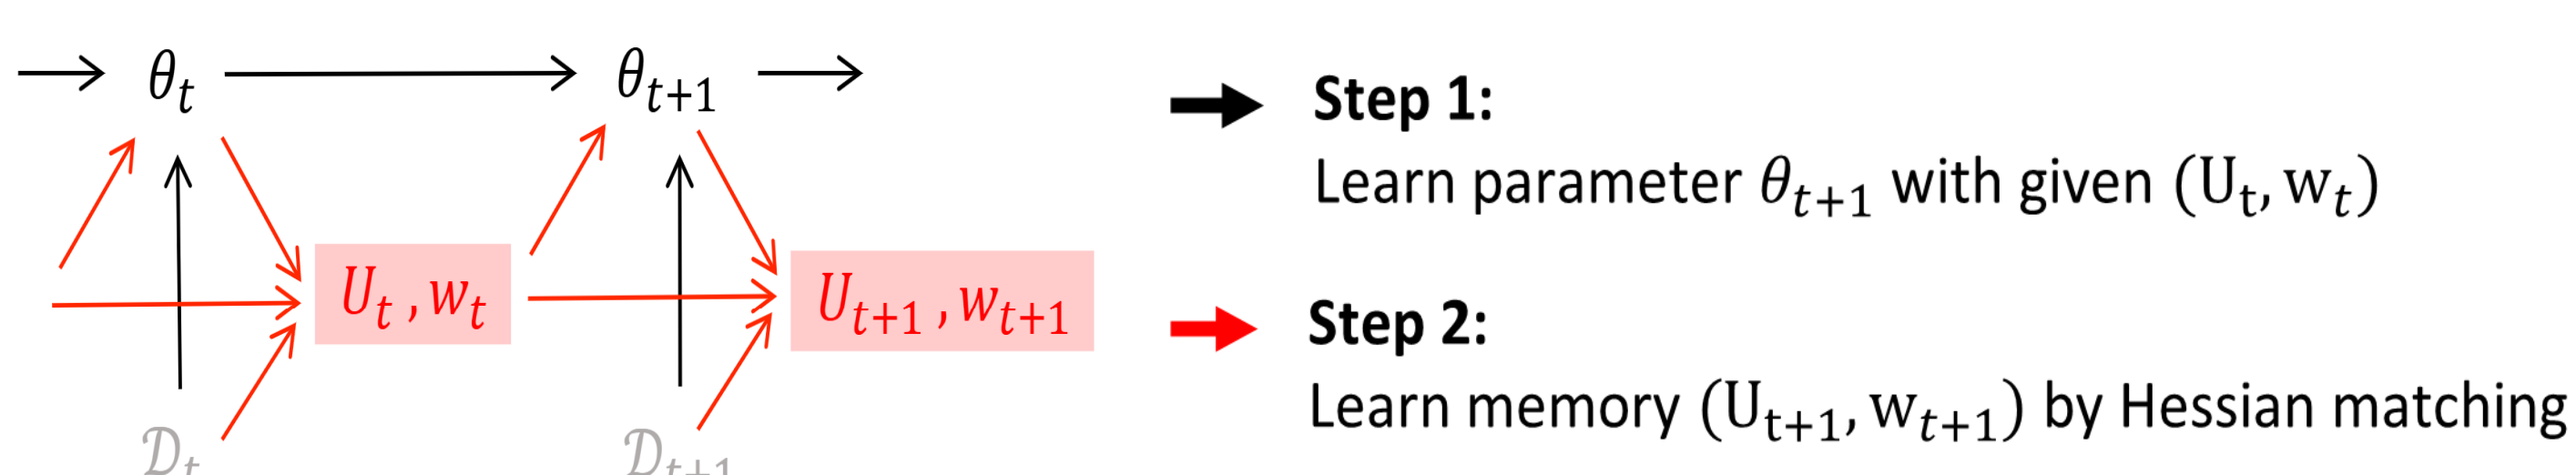 θ_t θ_{t+1}
U_t , w_t
U_{t+1} , w_{t+1}
𝒟_t 𝒟_{t+1}
Step 1:
Learn parameter θ_{t+1} with given (U_t, w_t)
Step 2:
Learn memory (U_{t+1}, w_{t+1}) by Hessian matching